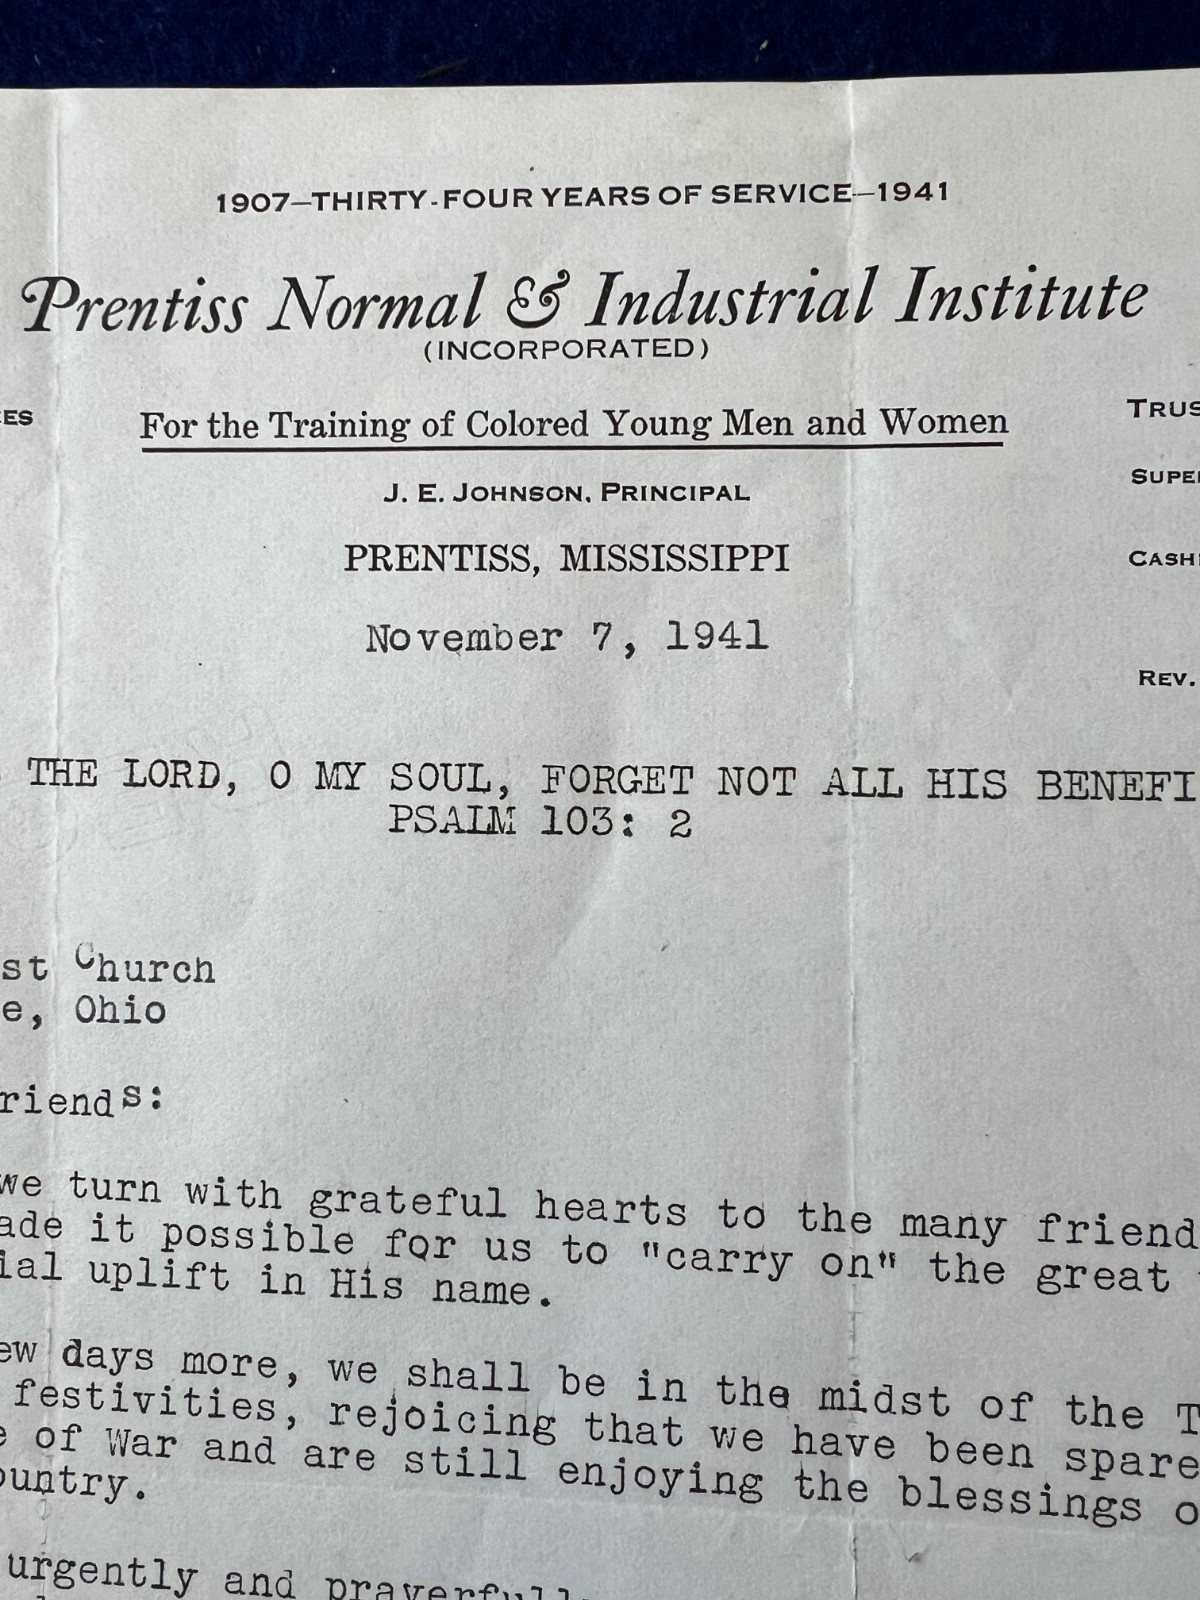 1907—THIRTY-FOUR YEARS OF SERVICE—1941
Prentiss Normal & Industrial Institute
(INCORPORATED)
ES
For the Training of Colored Young Men and Women
TRUS
J. E. JOHNSON, PRINCIPAL
SUPE
PRENTISS, MISSISSIPPI
CASH
November 7, 1941
REV.
THE LORD, O MY SOUL, FORGET NOT ALL HIS BENEFI
PSALM 103: 2
st Church
e, Ohio
riends:
we turn with grateful hearts to the many friend
ade it possible for us to "carry on" the great
ial uplift in His name.
ew days more, we shall be in the midst of the T
festivities, rejoicing that we have been spare
e of War and are still enjoying the blessings o
ountry.
urgently and prayerfull